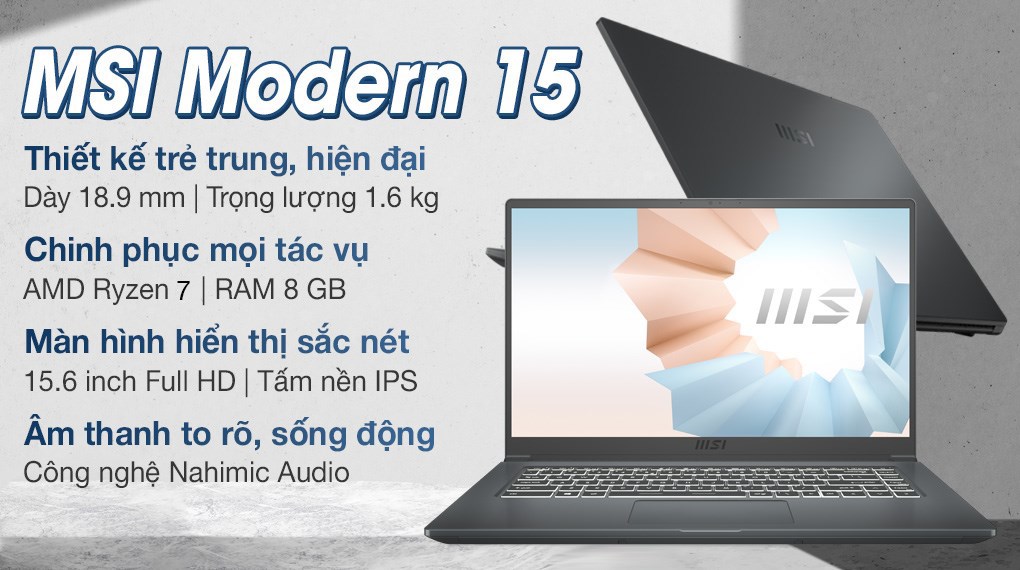 MSI Modern 15
Thiết kế trẻ trung, hiện đại
Dày 18.9 mm | Trọng lượng 1.6 kg
Chinh phục mọi tác vụ
AMD Ryzen 7 | RAM 8 GB
Màn hình hiển thị sắc nét
15.6 inch Full HD | Tấm nền IPS
Âm thanh to rõ, sống động
Công nghệ Nahimic Audio
msi
msi
msi